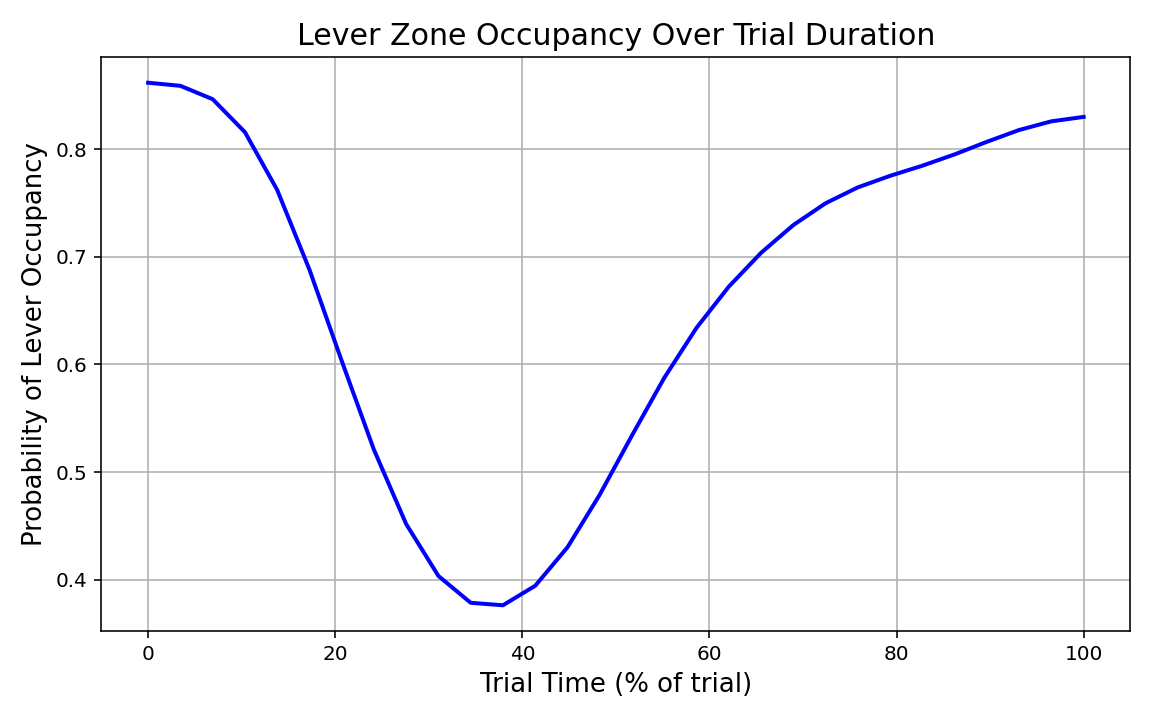 Lever Zone Occupancy Over Trial Duration
Probability of Lever Occupancy
0.8
0.7
0.6
0.5
0.4
0 20 40 60 80 100
Trial Time (% of trial)